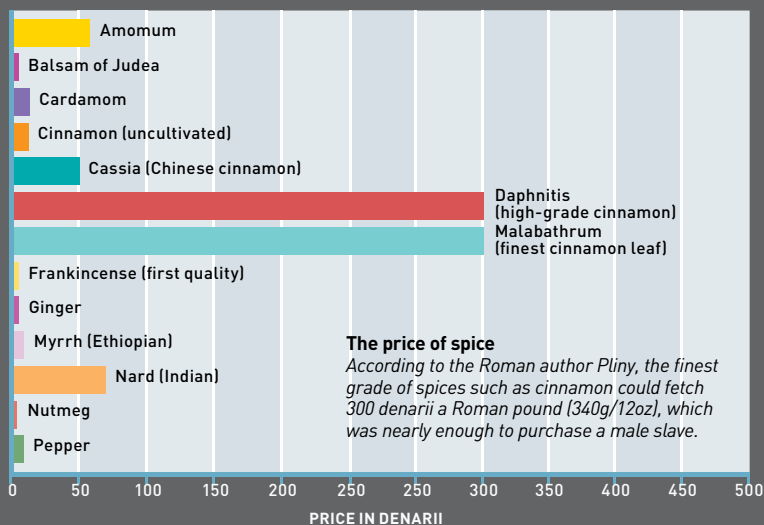 Amomum
Balsam of Judea
Cardamom
Cinnamon (uncultivated)
Cassia (Chinese cinnamon)
Daphnitis
(high-grade cinnamon)
Malabathrum
(finest cinnamon leaf)
Frankincense (first quality)
Ginger
Myrrh (Ethiopian)
Nard (Indian)
Nutmeg
Pepper
The price of spice
According to the Roman author Pliny, the finest
grade of spices such as cinnamon could fetch
300 denarii a Roman pound (340g/12oz), which
was nearly enough to purchase a male slave.
0 50 100 150 200 250 250 300 350 400 450 500
PRICE IN DENARII